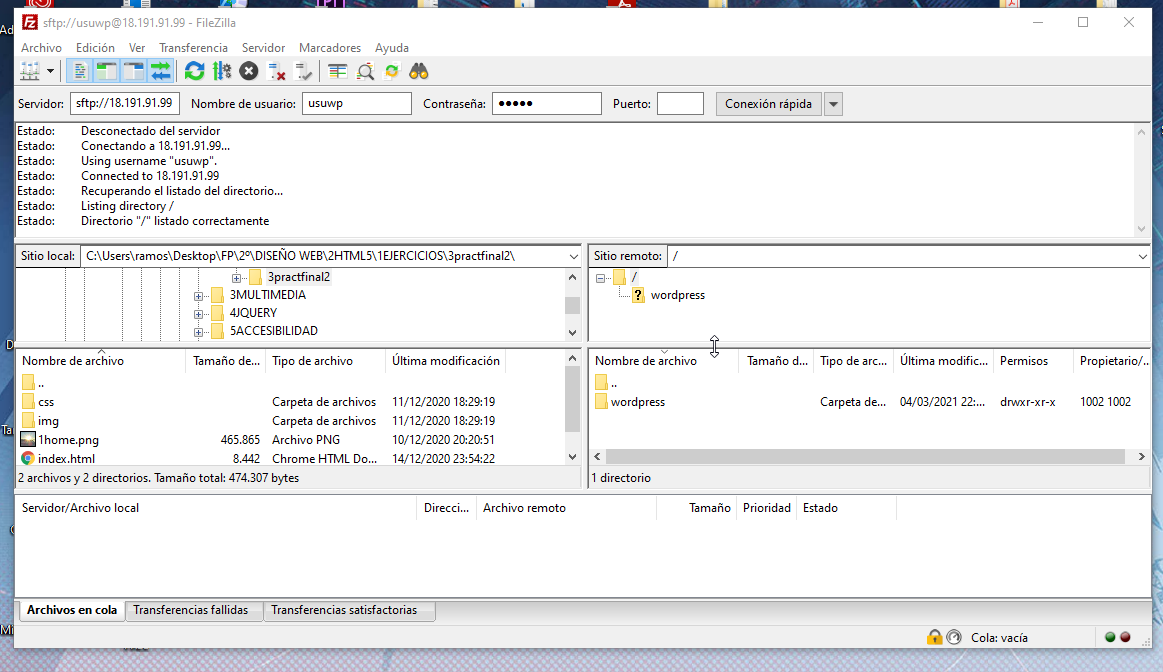 sftp://usuwp@18.191.91.99 - FileZilla
Archivo Edición Ver Transferencia Servidor Marcadores Ayuda
Servidor: sftp://18.191.91.99 Nombre de usuario: usuwp Contraseña: ●●●●● Puerto: Conexión rápida
Estado: Desconectado del servidor
Estado: Conectando a 18.191.91.99...
Estado: Using username "usuwp".
Estado: Connected to 18.191.91.99
Estado: Recuperando el listado del directorio...
Estado: Listing directory /
Estado: Directorio "/" listado correctamente
Sitio local: C:\Users\ramos\Desktop\FP\2º\DISEÑO WEB\2HTML5\1EJERCICIOS\3practfinal2\
3practfinal2
3MULTIMEDIA
4JQUERY
5ACCESIBILIDAD
Sitio remoto: /
/
? wordpress
Nombre de archivo Tamaño de... Tipo de archivo Última modificación
..
css Carpeta de archivos 11/12/2020 18:29:19
img Carpeta de archivos 11/12/2020 18:29:19
1home.png 465.865 Archivo PNG 10/12/2020 20:20:51
index.html 8.442 Chrome HTML Do... 14/12/2020 23:54:22
2 archivos y 2 directorios. Tamaño total: 474.307 bytes
Nombre de archivo Tamaño d... Tipo de arc... Última modific... Permisos Propietario/...
..
wordpress Carpeta de... 04/03/2021 22:... drwxr-xr-x 1002 1002
1 directorio
Servidor/Archivo local Direcci... Archivo remoto Tamaño Prioridad Estado
Archivos en cola Transferencias fallidas Transferencias satisfactorias
Cola: vacía